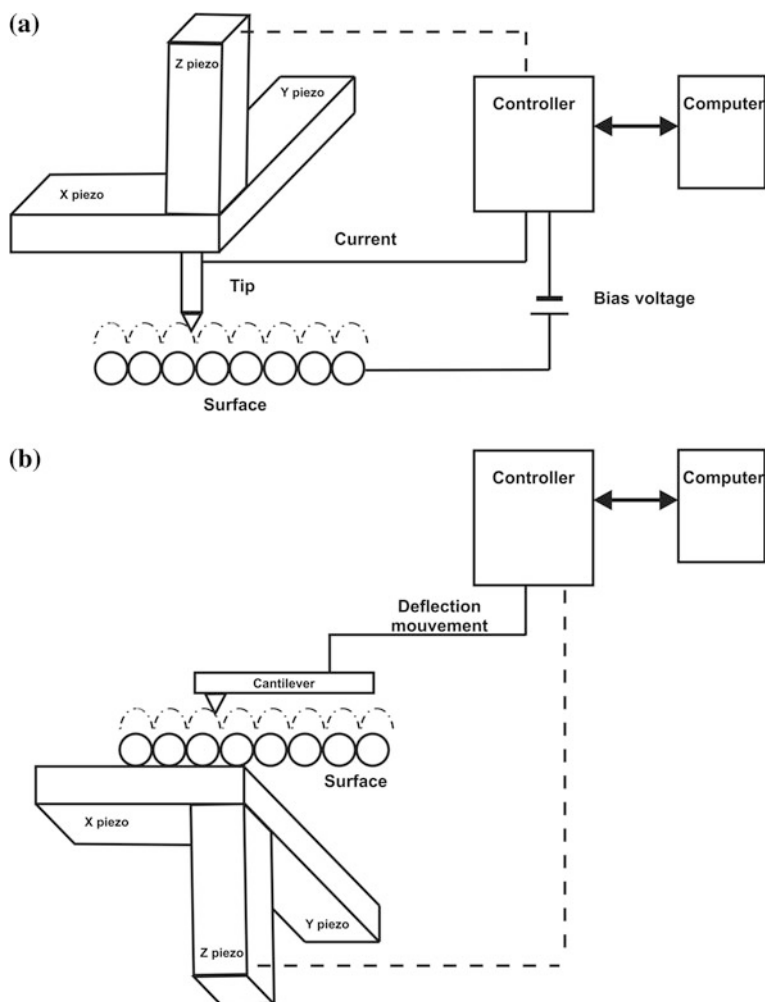 (a)
Z piezo
Y piezo
X piezo
Controller
Computer
Current
Tip
Bias voltage
Surface
(b)
Controller
Computer
Deflection
mouvement
Cantilever
Surface
X piezo
Y piezo
Z piezo